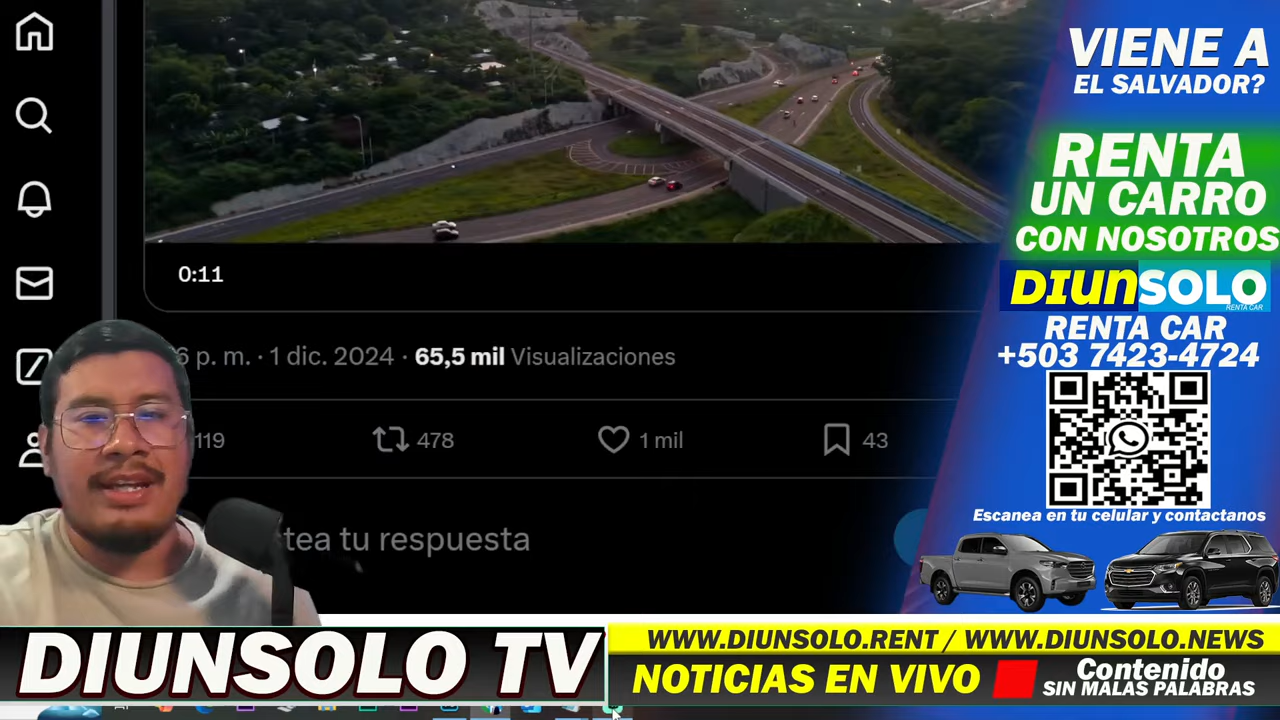 0:11
6 p. m. · 1 dic. 2024 · 65,5 mil Visualizaciones
119 478 1 mil 43
tea tu respuesta
VIENE A
EL SALVADOR?
RENTA
UN CARRO
CON NOSOTROS
DIUNSOLO
RENTA CAR
RENTA CAR
+503 7423-4724
Escanea en tu celular y contactanos
DIUNSOLO TV
WWW.DIUNSOLO.RENT / WWW.DIUNSOLO.NEWS
NOTICIAS EN VIVO
Contenido
SIN MALAS PALABRAS